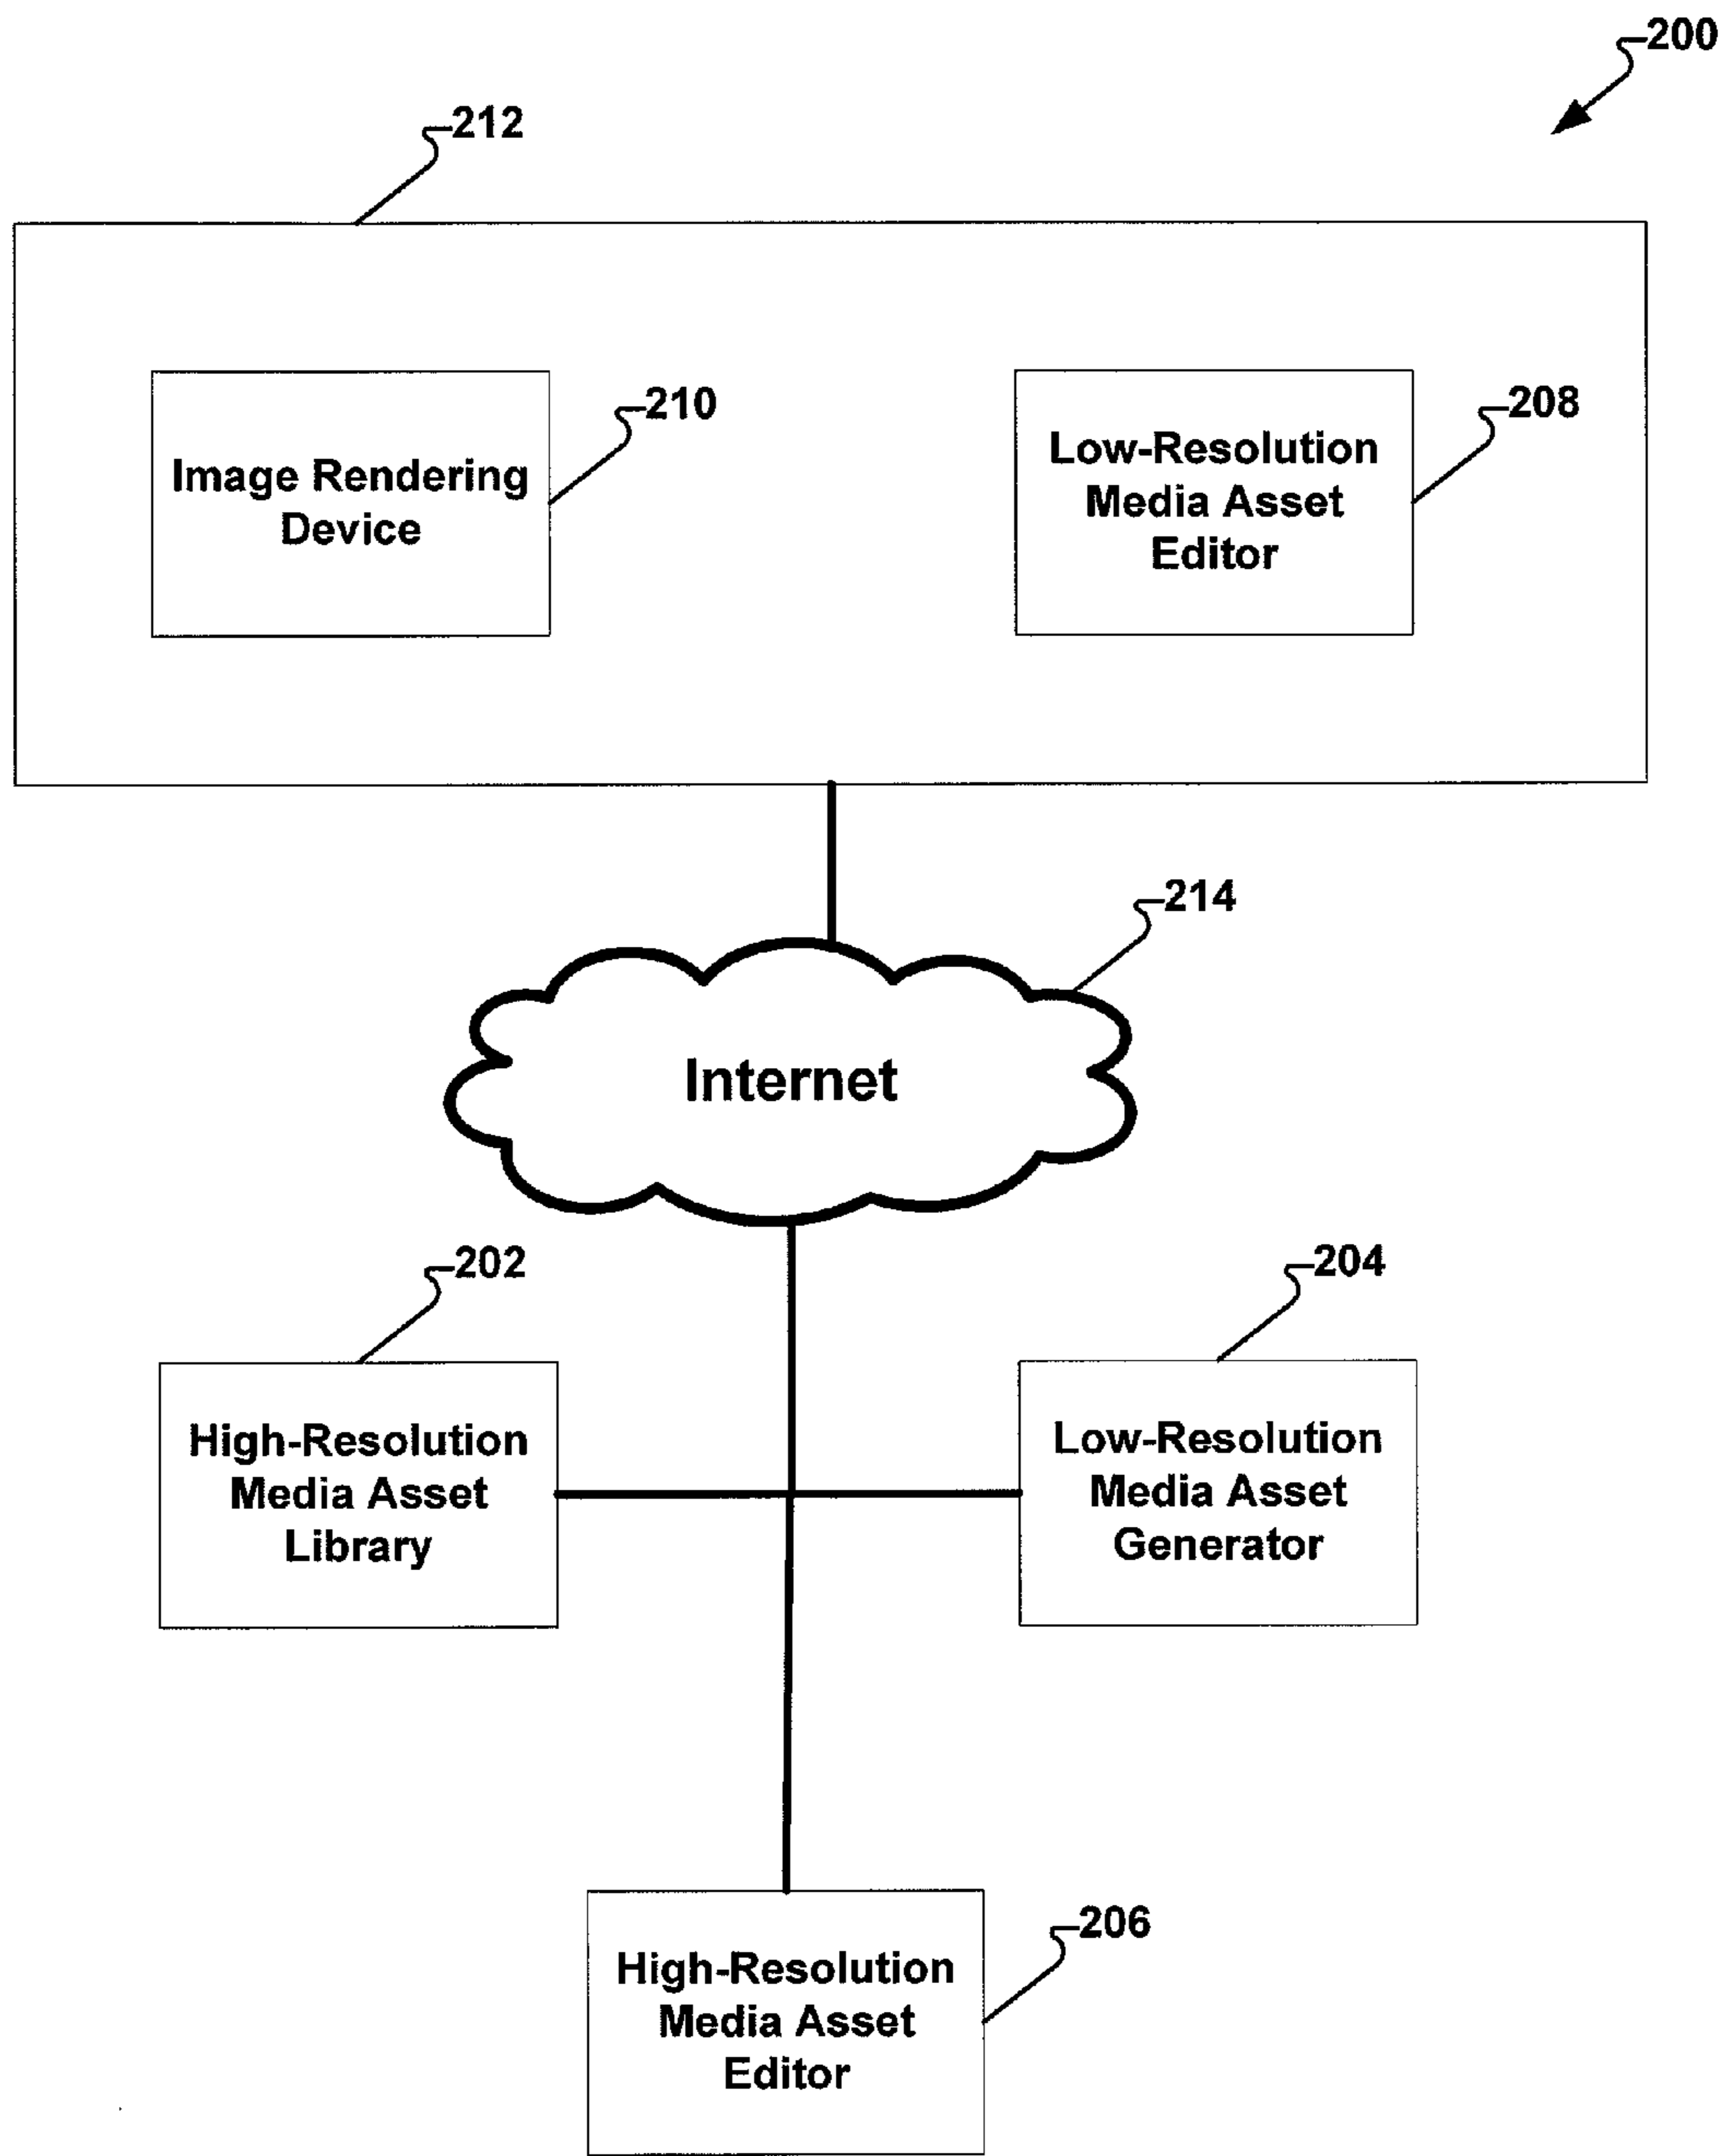 200
212
Image Rendering
Device
210
Low-Resolution
Media Asset
Editor
208
214
Internet
202
204
High-Resolution
Media Asset
Library
Low-Resolution
Media Asset
Generator
High-Resolution
Media Asset
Editor
206